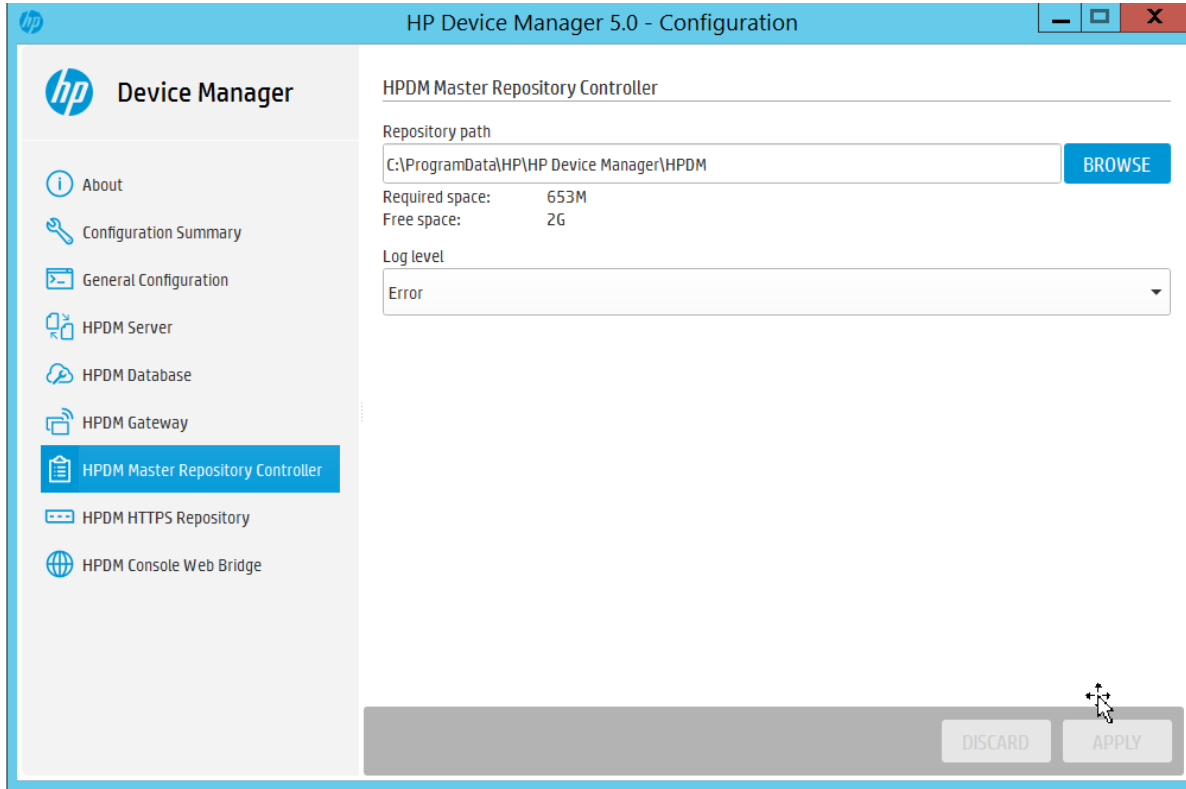 hp
HP Device Manager 5.0 - Configuration
hp
Device Manager
About
Configuration Summary
General Configuration
HPDM Server
HPDM Database
HPDM Gateway
HPDM Master Repository Controller
HPDM HTTPS Repository
HPDM Console Web Bridge
HPDM Master Repository Controller
Repository path
C:\ProgramData\HP\HP Device Manager\HPDM
BROWSE
Required space: 653M
Free space: 2G
Log level
Error
DISCARD
APPLY